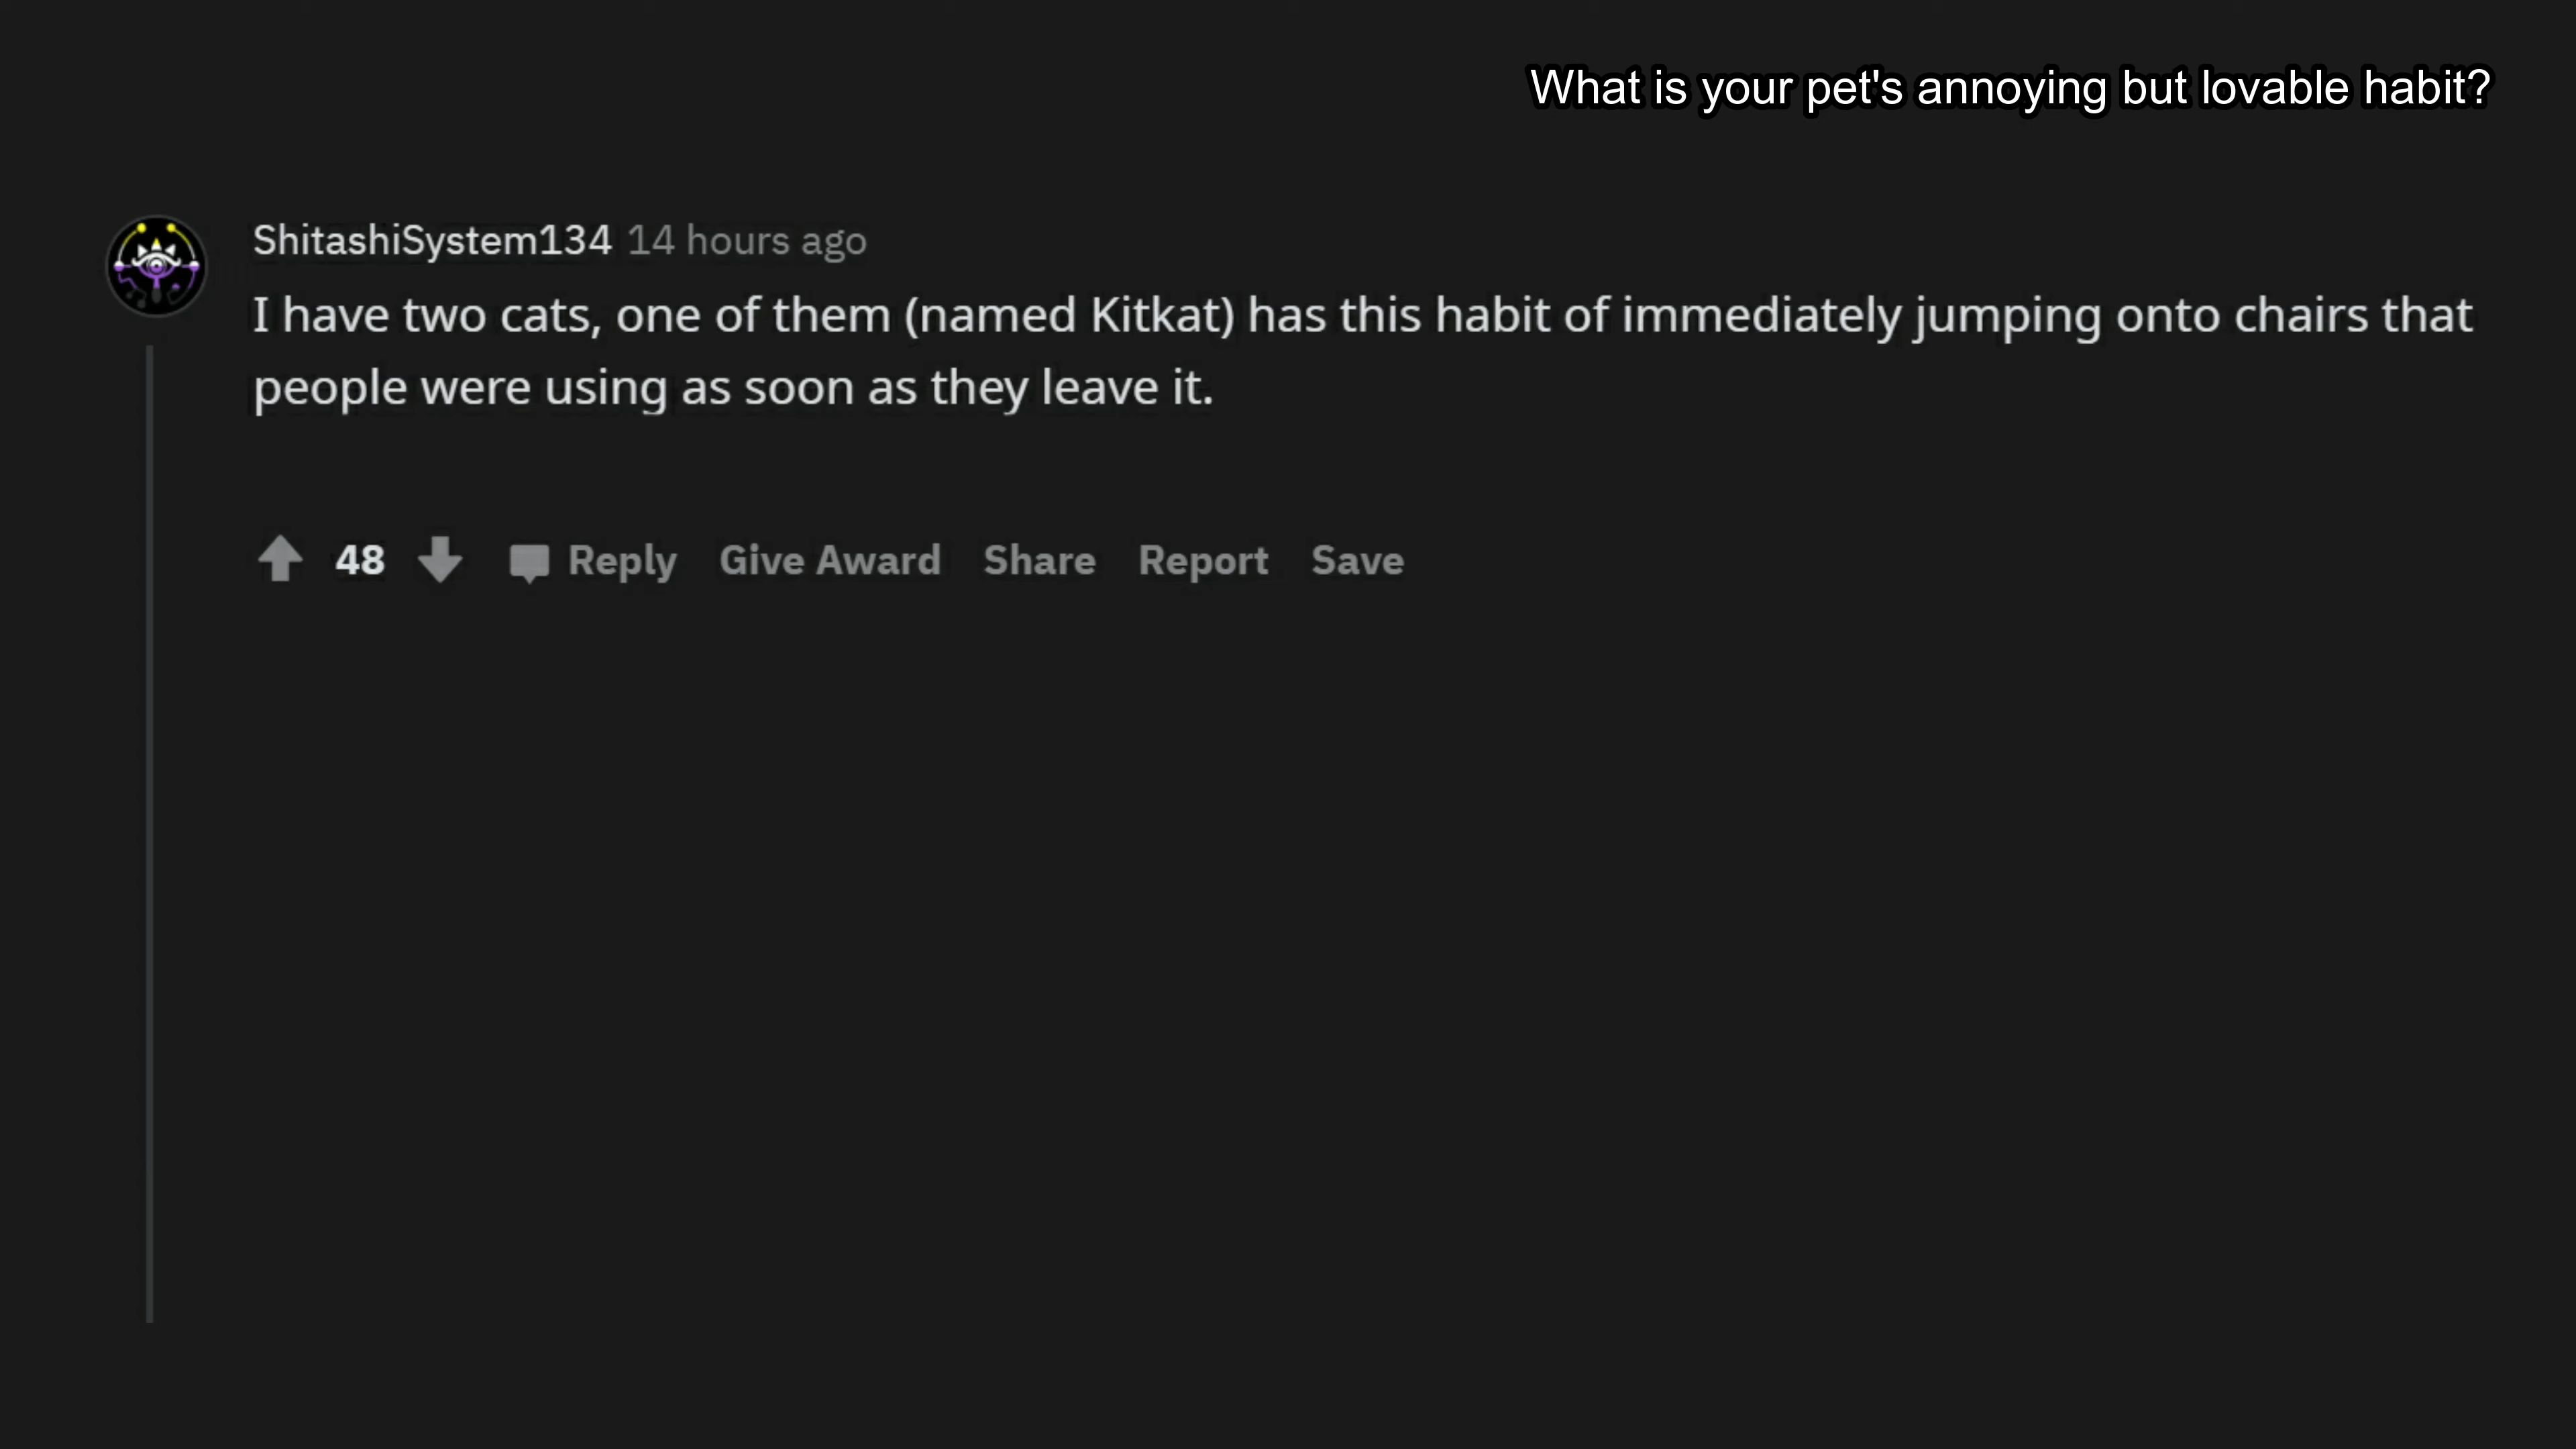 What is your pet's annoying but lovable habit?
ShitashiSystem134 14 hours ago
I have two cats, one of them (named Kitkat) has this habit of immediately jumping onto chairs that
people were using as soon as they leave it.
48 Reply Give Award Share Report Save